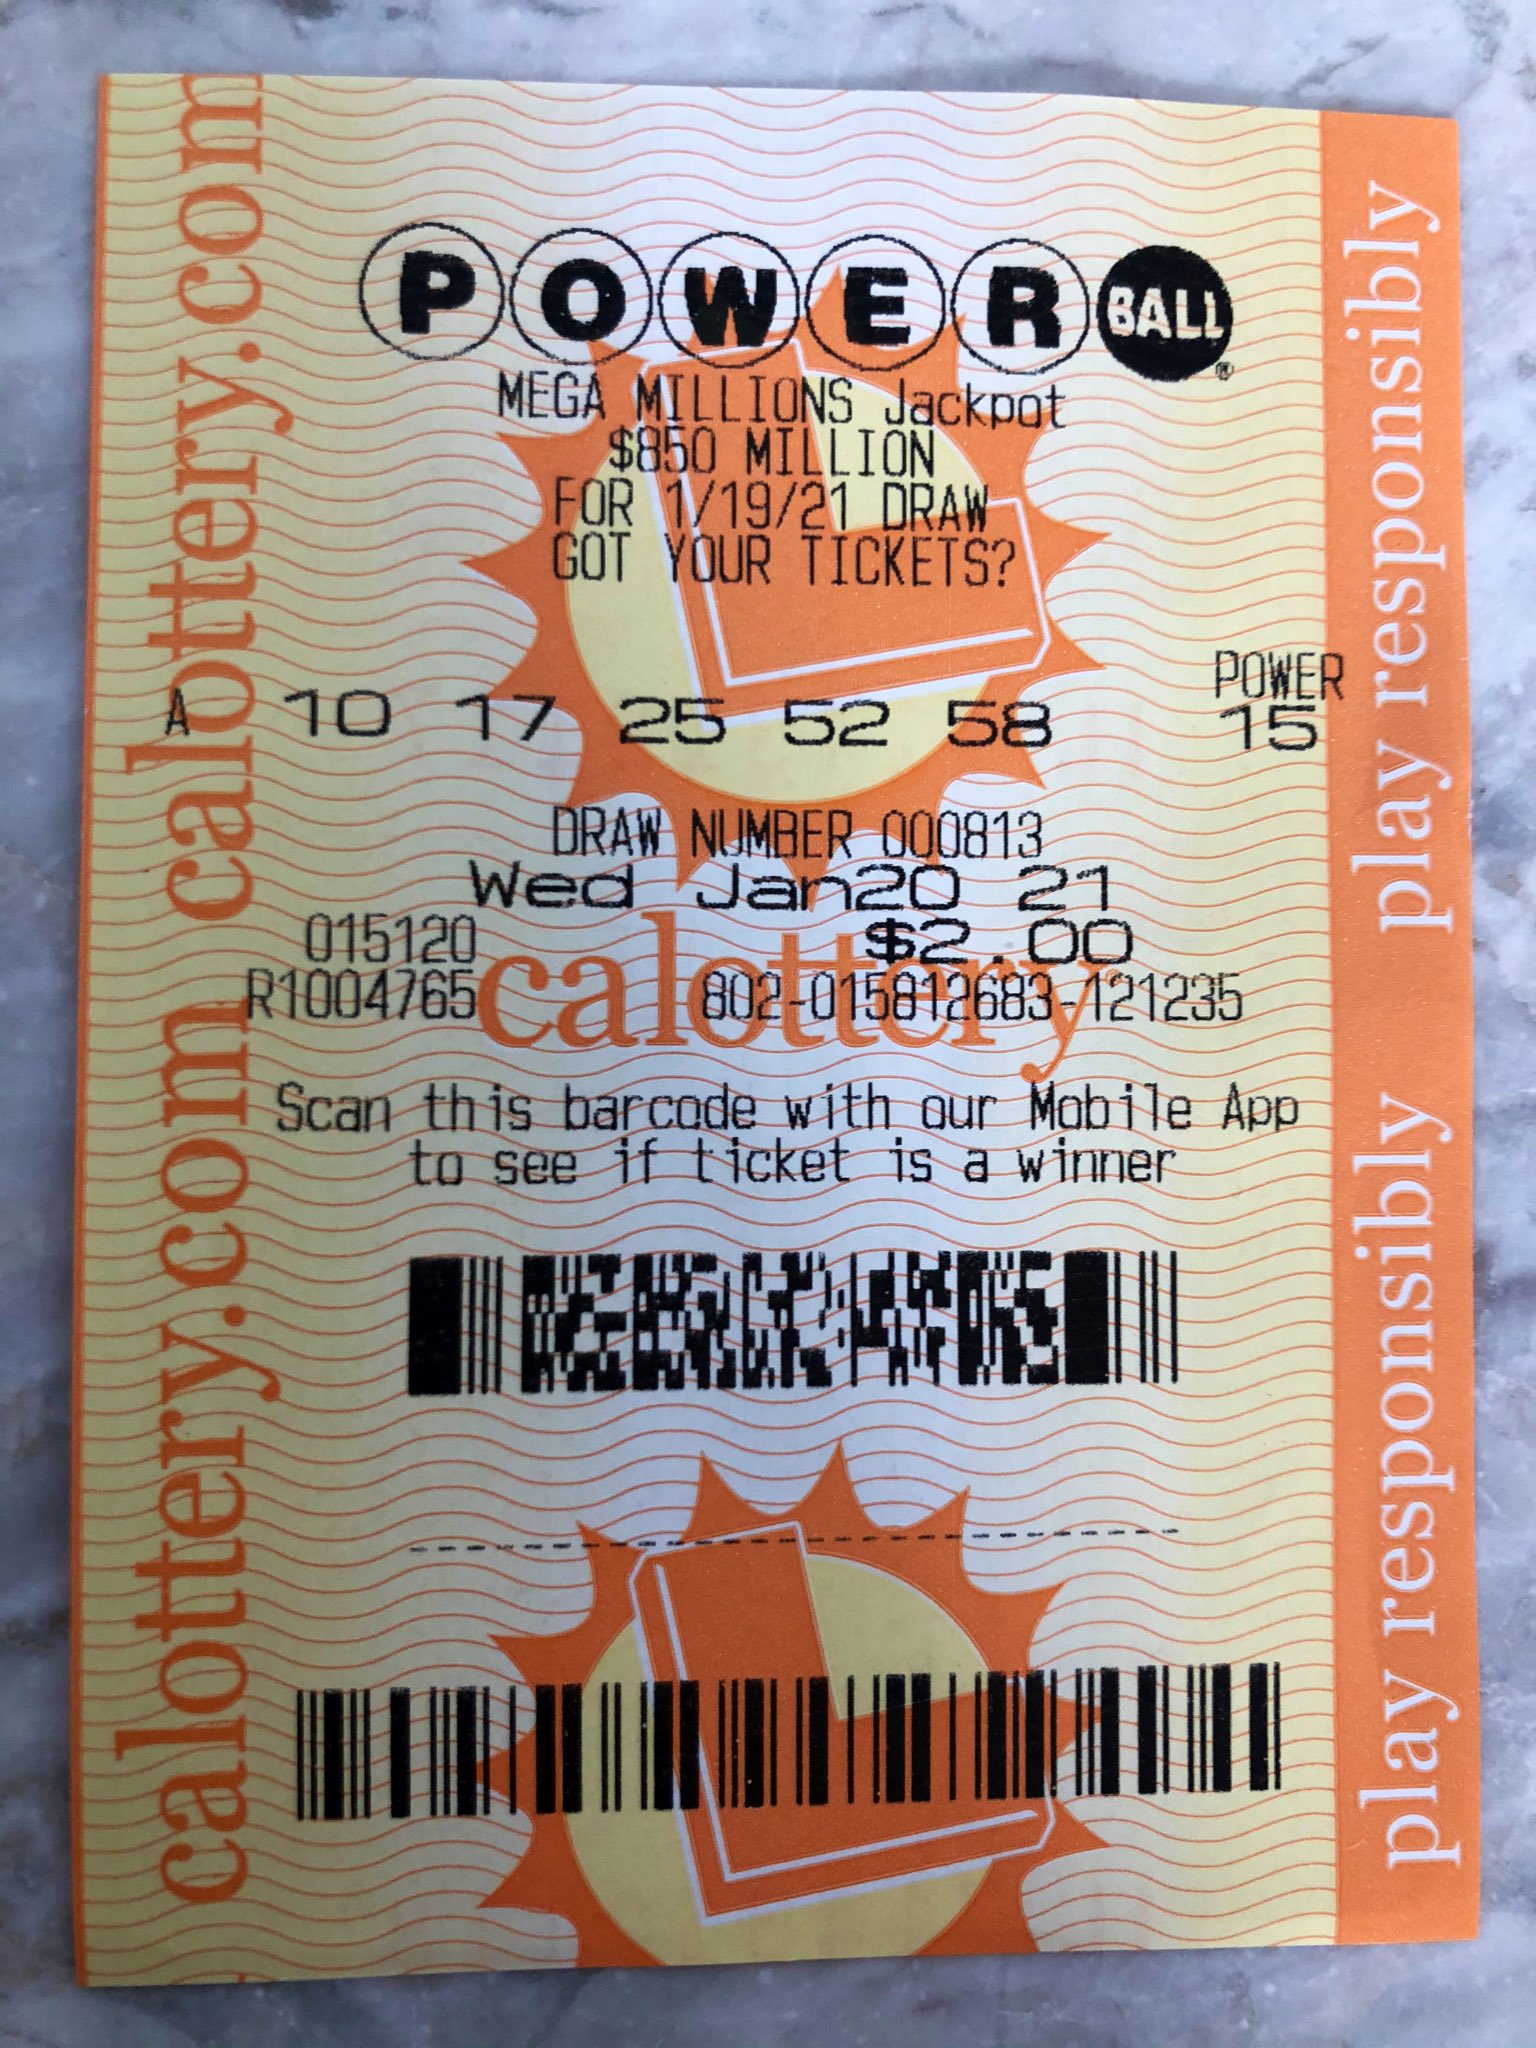 POWER BALL®
MEGA MILLIONS Jackpot
$850 MILLION
FOR 1/19/21 DRAW
GOT YOUR TICKETS?
POWER
A 10 17 25 52 58 15
DRAW NUMBER 000813
Wed Jan20 21
015120 $2.00
R1004765 802-015812683-121235
calottery
Scan this barcode with our Mobile App
to see if ticket is a winner
calottery.com calottery.com
play responsibly play responsibly